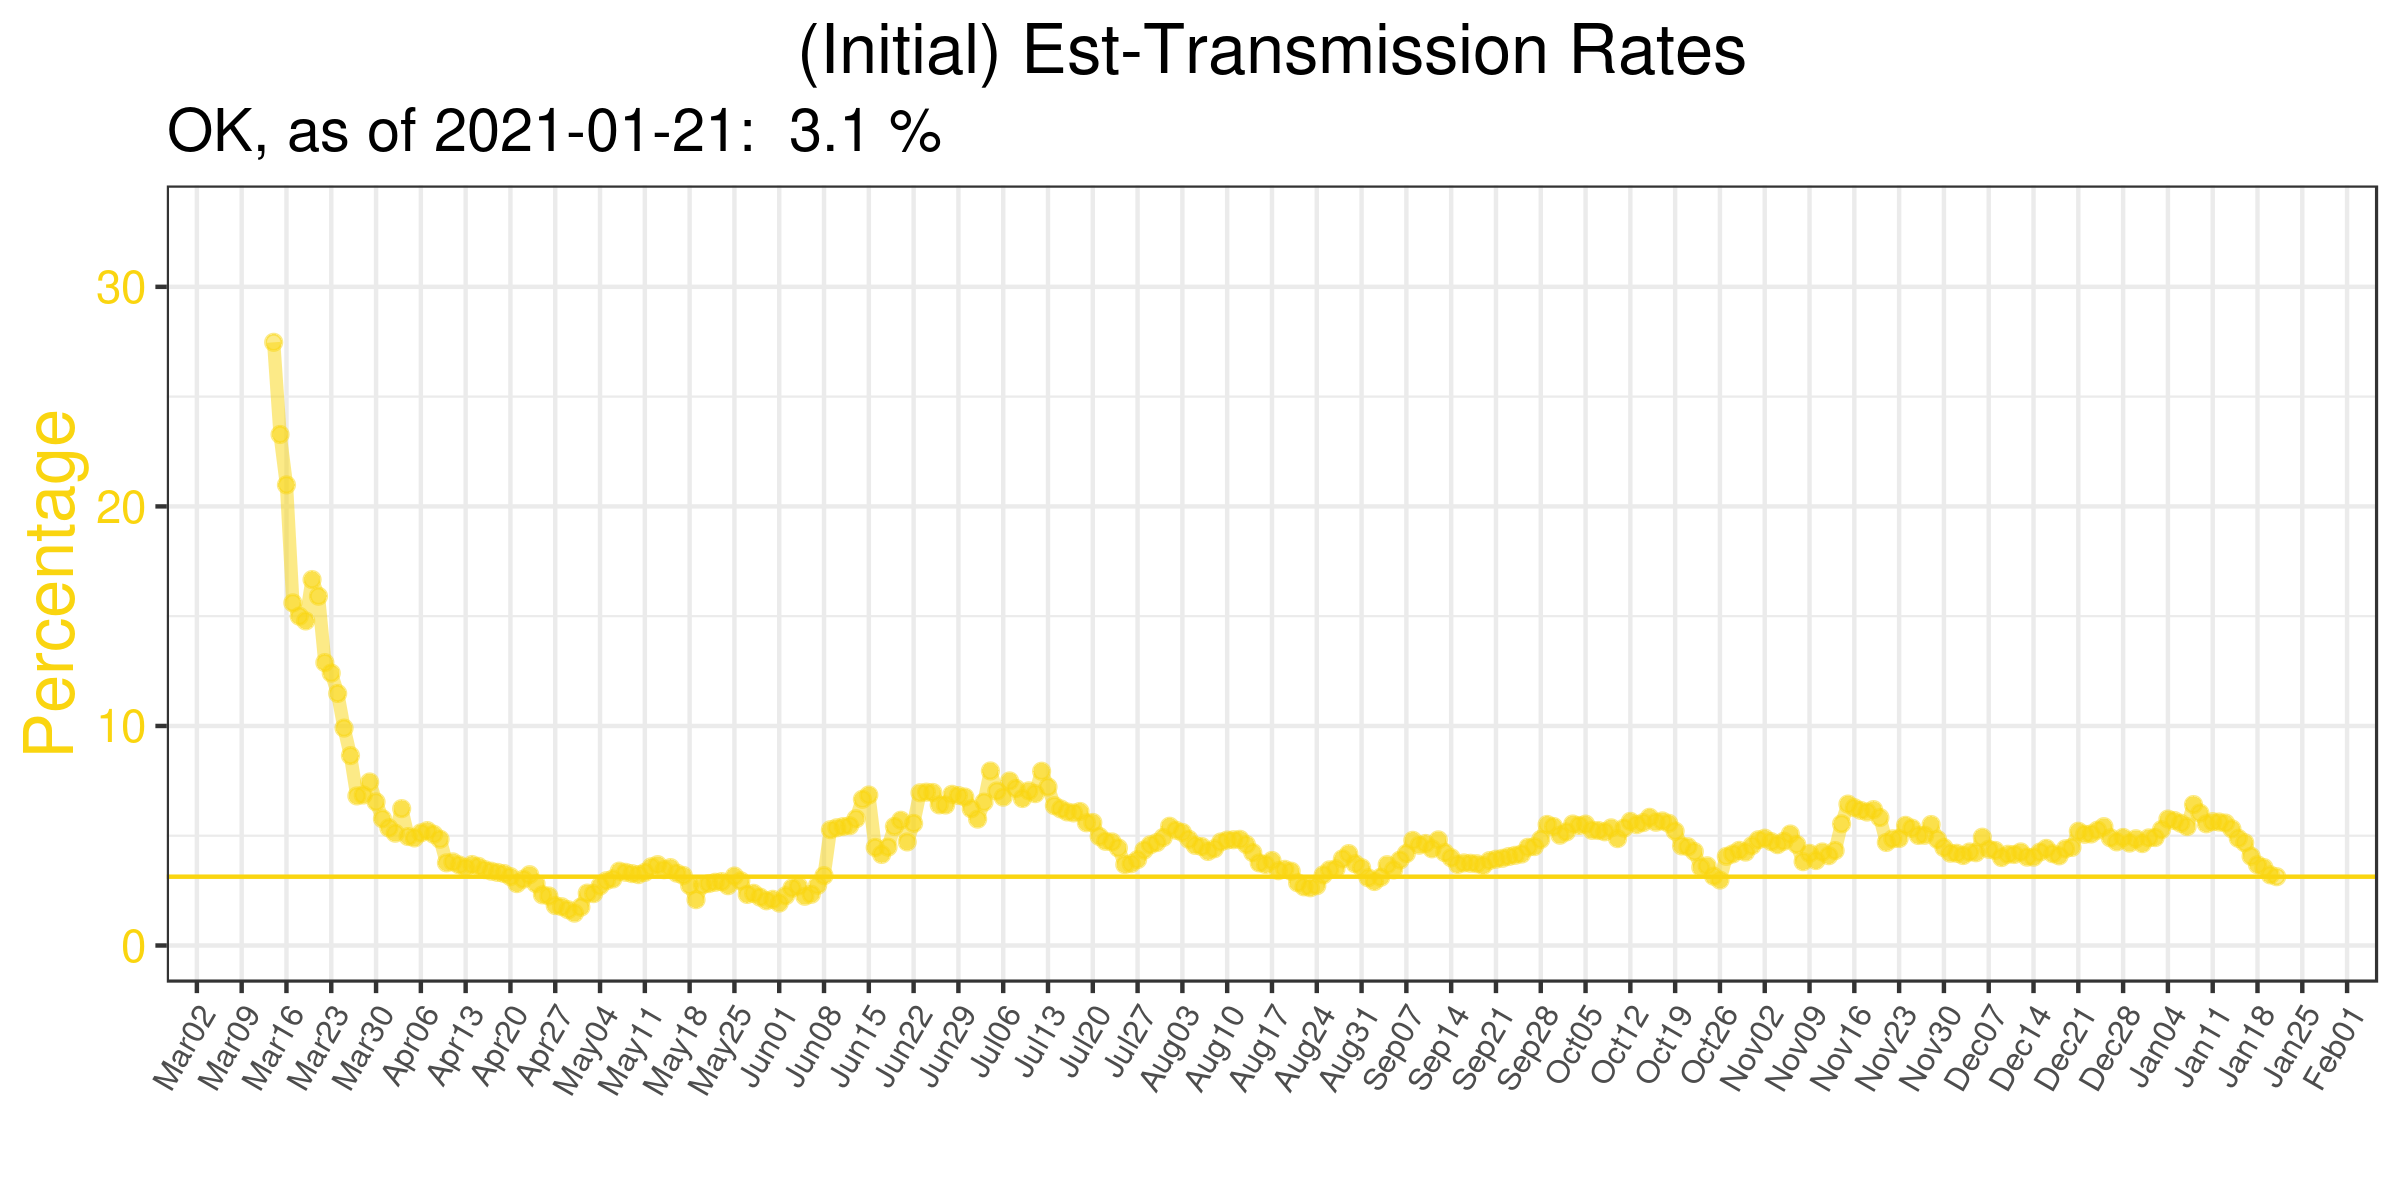 (Initial) Est-Transmission Rates
OK, as of 2021-01-21:  3.1 %
Percentage
30
20
10
0
Mar02 Mar09 Mar16 Mar23 Mar30 Apr06 Apr13 Apr20 Apr27 May04 May11 May18 May25 Jun01 Jun08 Jun15 Jun22 Jun29 Jul06 Jul13 Jul20 Jul27 Aug03 Aug10 Aug17 Aug24 Aug31 Sep07 Sep14 Sep21 Sep28 Oct05 Oct12 Oct19 Oct26 Nov02 Nov09 Nov16 Nov23 Nov30 Dec07 Dec14 Dec21 Dec28 Jan04 Jan11 Jan18 Jan25 Feb01